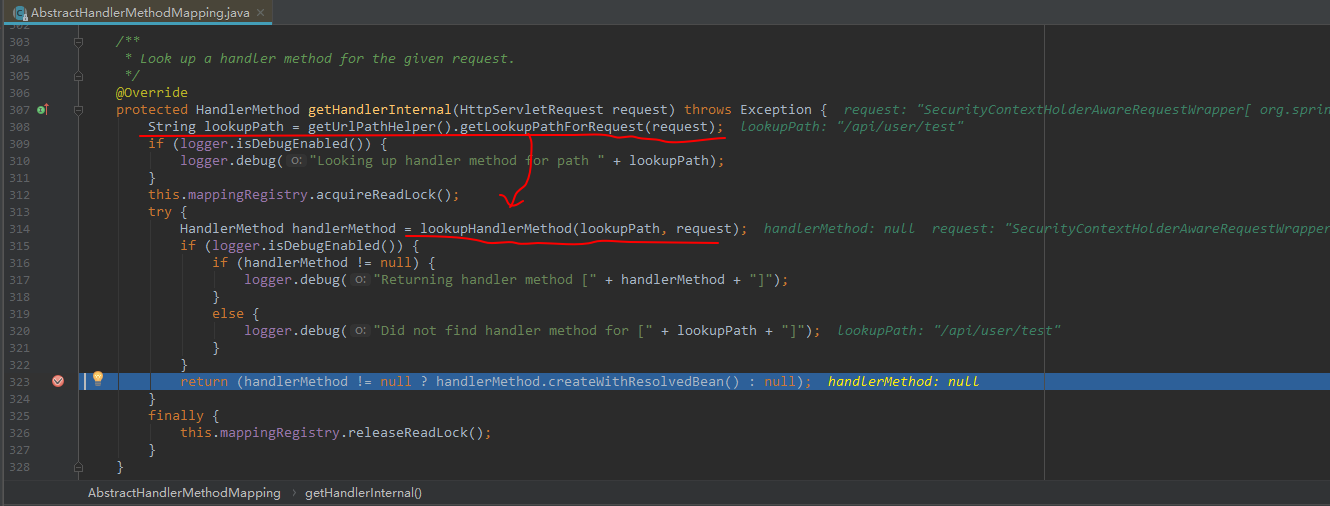 AbstractHandlerMethodMapping.java ×
302
303 /**
304 * Look up a handler method for the given request.
305 */
306 @Override
307 protected HandlerMethod getHandlerInternal(HttpServletRequest request) throws Exception { request: "SecurityContextHolderAwareRequestWrapper[ org.sprin
308 String lookupPath = getUrlPathHelper().getLookupPathForRequest(request); lookupPath: "/api/user/test"
309 if (logger.isDebugEnabled()) {
310 logger.debug( o: "Looking up handler method for path " + lookupPath);
311 }
312 this.mappingRegistry.acquireReadLock();
313 try {
314 HandlerMethod handlerMethod = lookupHandlerMethod(lookupPath, request); handlerMethod: null request: "SecurityContextHolderAwareRequestWrapper
315 if (logger.isDebugEnabled()) {
316 if (handlerMethod != null) {
317 logger.debug( o: "Returning handler method [" + handlerMethod + "]");
318 }
319 else {
320 logger.debug( o: "Did not find handler method for [" + lookupPath + "]"); lookupPath: "/api/user/test"
321 }
322 }
323 return (handlerMethod != null ? handlerMethod.createWithResolvedBean() : null); handlerMethod: null
324 }
325 finally {
326 this.mappingRegistry.releaseReadLock();
327 }
328 }
AbstractHandlerMethodMapping › getHandlerInternal()